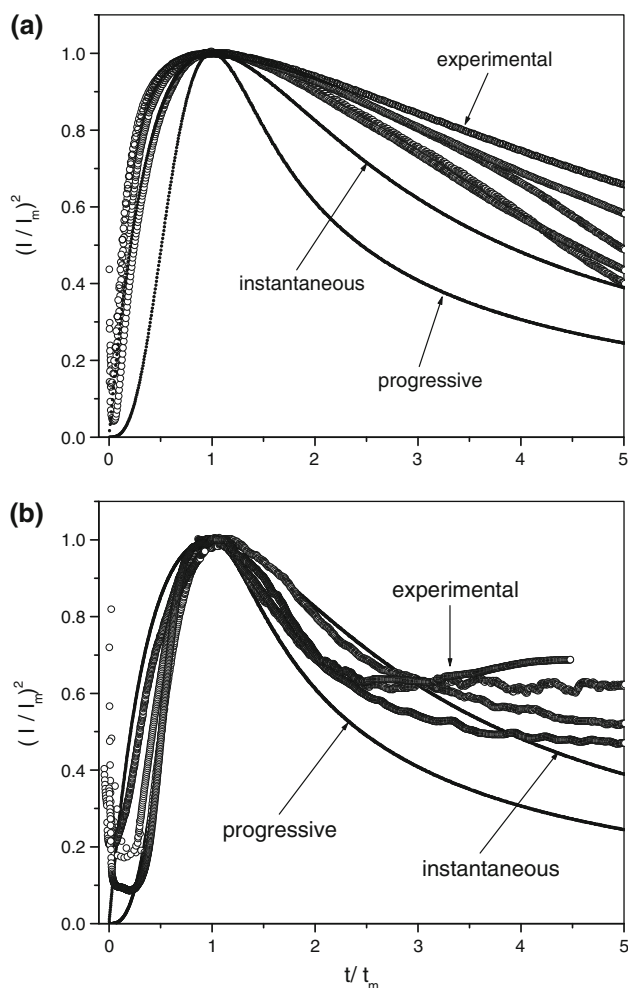 (a)
1.0
0.8
0.6
0.4
0.2
0.0
(I / I_m)^2
experimental
instantaneous
progressive
0 1 2 3 4 5
(b)
1.0
0.8
0.6
0.4
0.2
0.0
(I / I_m)^2
experimental
progressive
instantaneous
0 1 2 3 4 5
t/ t_m